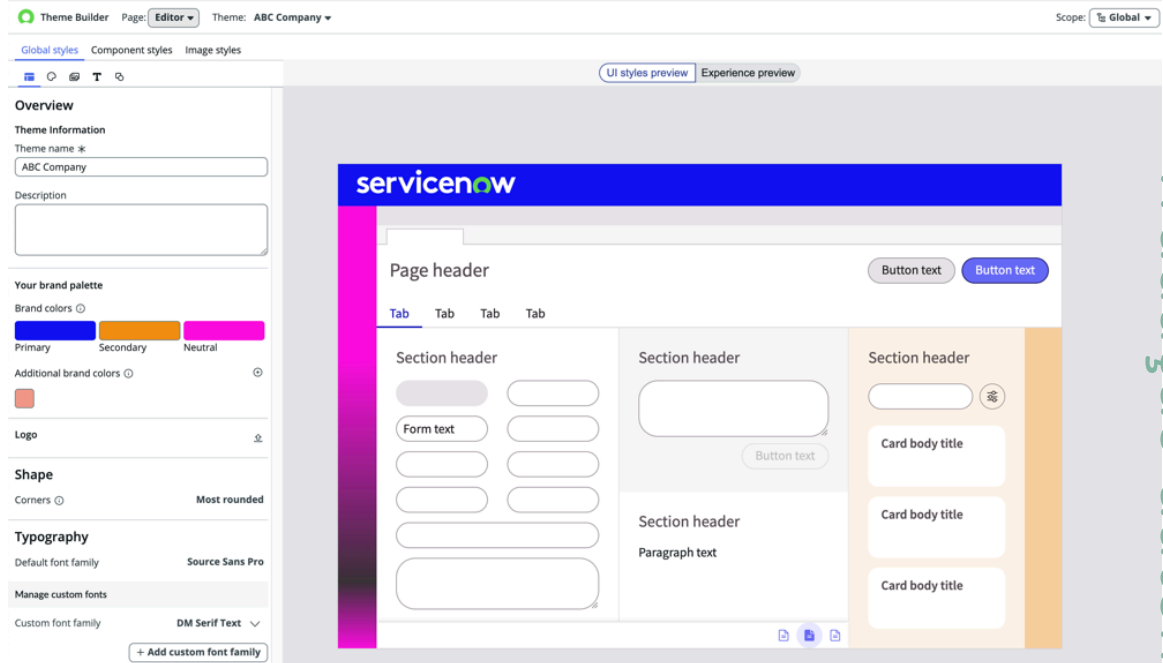 Theme Builder Page: Editor Theme: ABC Company Scope: Global
Global styles Component styles Image styles
UI styles preview Experience preview
Overview
Theme Information
Theme name *
ABC Company
Description
Your brand palette
Brand colors
Primary Secondary Neutral
Additional brand colors
Logo
Shape
Corners Most rounded
Typography
Default font family Source Sans Pro
Manage custom fonts
Custom font family DM Serif Text
+ Add custom font family
servicenow
Page header Button text Button text
Tab Tab Tab Tab
Section header
Form text
Section header
Button text
Section header
Paragraph text
Section header
Card body title
Card body title
Card body title